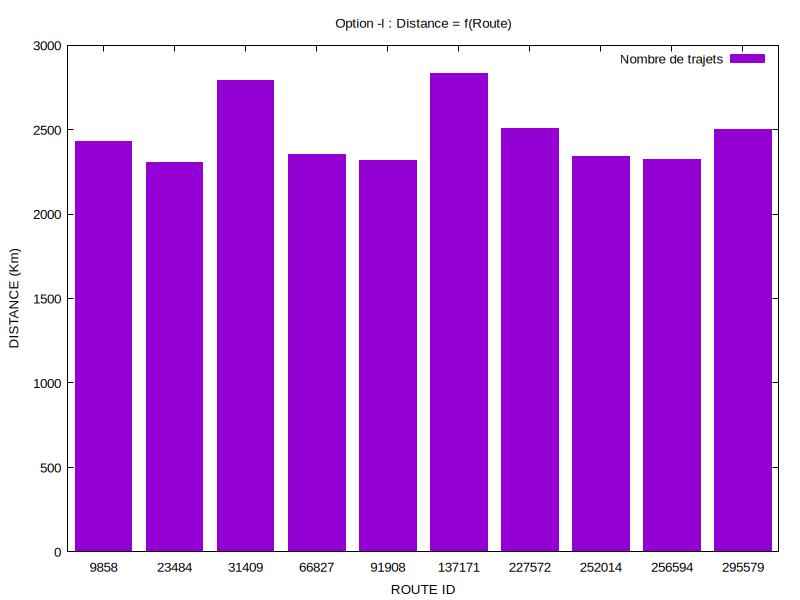 Option -l : Distance = f(Route)
Nombre de trajets
3000
2500
2000
1500
1000
500
0
DISTANCE (Km)
9858 23484 31409 66827 91908 137171 227572 252014 256594 295579
ROUTE ID